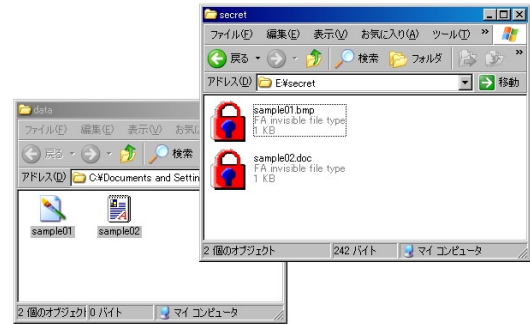 secret
ファイル(F) 編集(E) 表示(V) お気に入り(A) ツール(T) »
戻る 検索 フォルダ »
アドレス(D) E:¥secret 移動
sample01.bmp
FA invisible file type
1 KB
sample02.doc
FA invisible file type
1 KB
2 個のオブジェクト 242 バイト マイ コンピュータ
data
ファイル(F) 編集(E) 表示(V) お気に
戻る 検索
アドレス(D) C:¥Documents and Settin
sample01 sample02
2 個のオブジェクト 0 バイト マイ コンピュータ